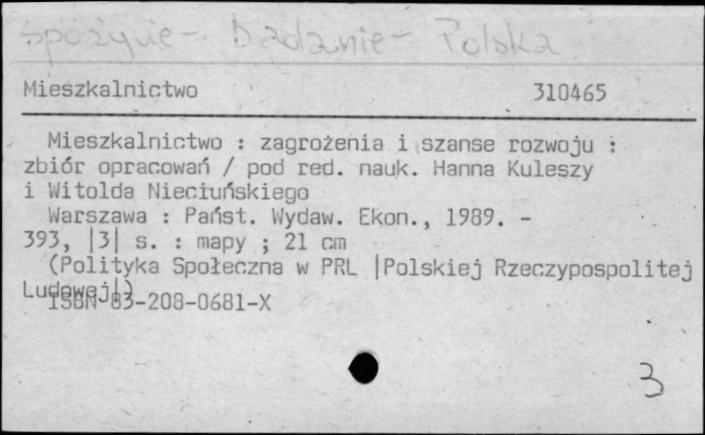 spożycie - badanie - Polska
Mieszkalnictwo 310465
Mieszkalnictwo : zagrożenia i szanse rozwoju :
zbiór opracowań / pod red. nauk. Hanna Kuleszy
i Witolda Nieciuńskiego
Warszawa : Państ. Wydaw. Ekon., 1989. -
393, |3| s. : mapy ; 21 cm
(Polityka Społeczna w PRL |Polskiej Rzeczypospolitej
Ludowej|)
ISBN 83-208-0681-X
3